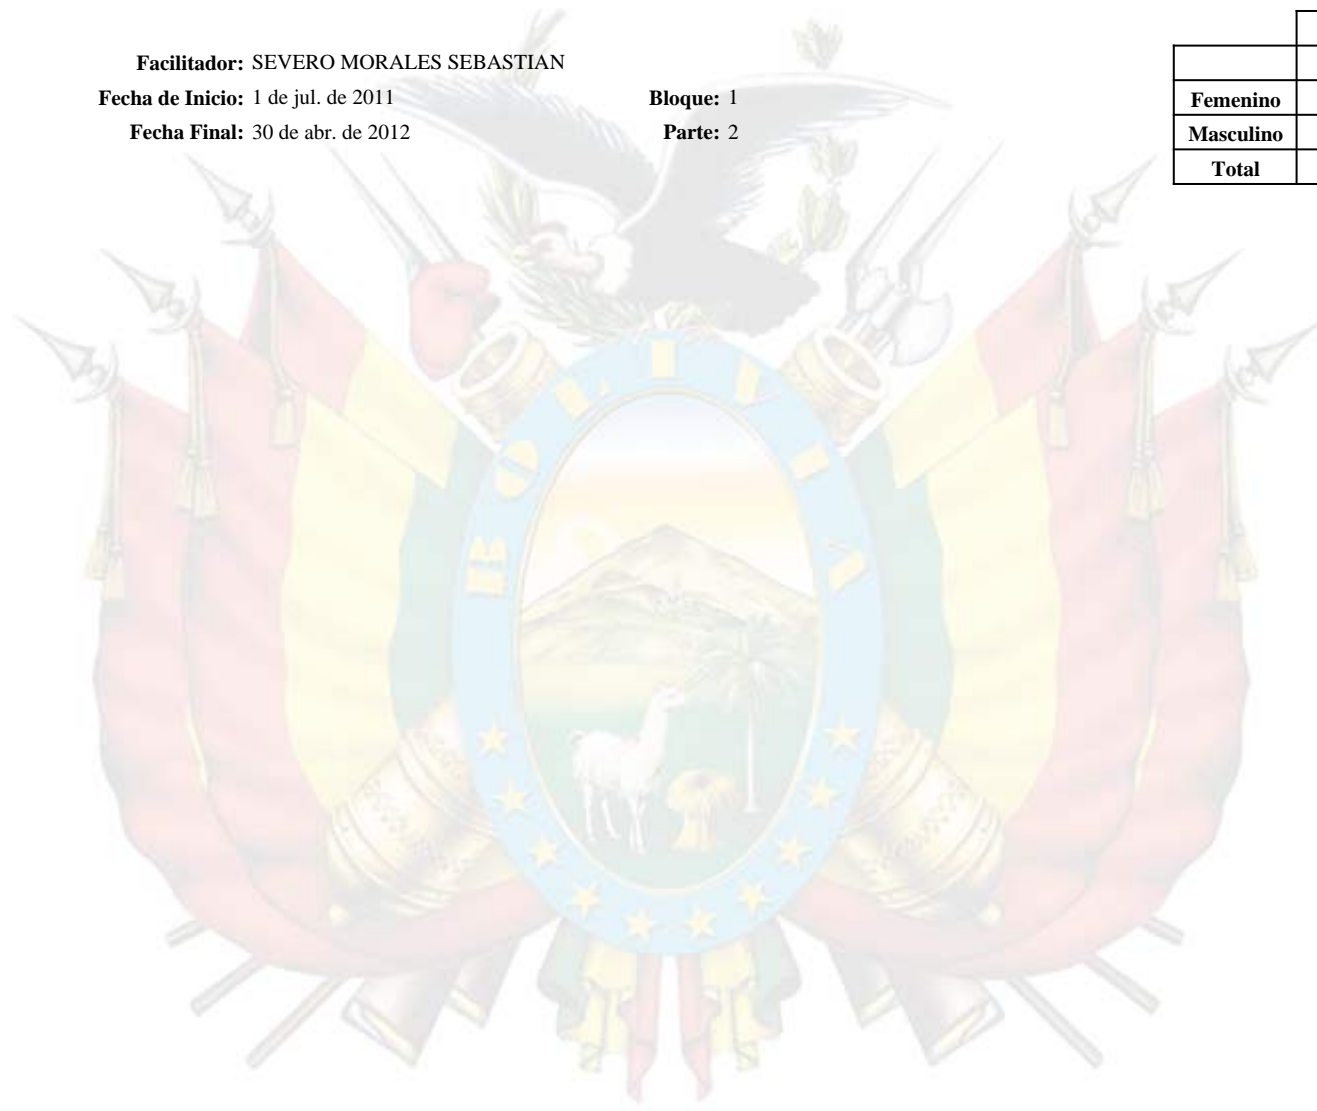 Facilitador: SEVERO MORALES SEBASTIAN
Fecha de Inicio: 1 de jul. de 2011 Bloque: 1
Fecha Final: 30 de abr. de 2012 Parte: 2
Femenino
Masculino
Total
BOLIVIA